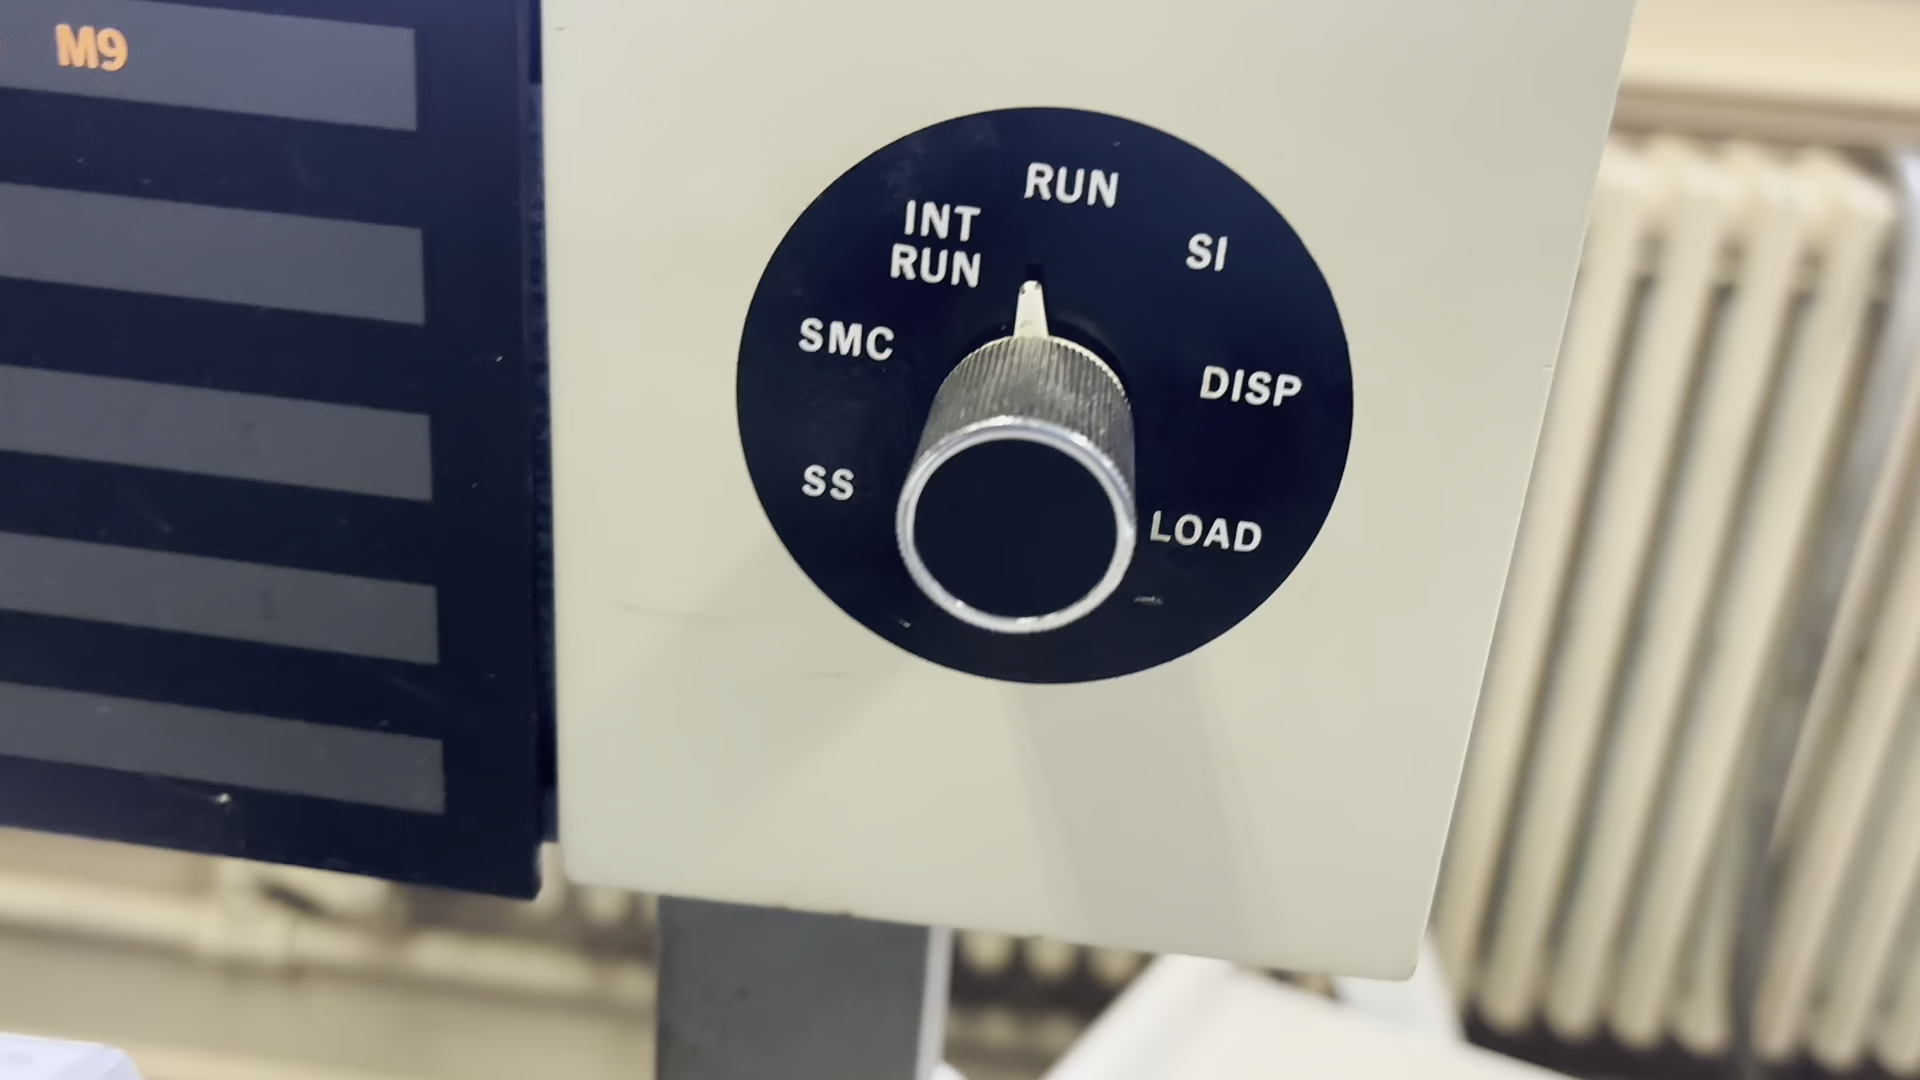 M9
RUN
INT
RUN
SI
SMC
DISP
SS
LOAD